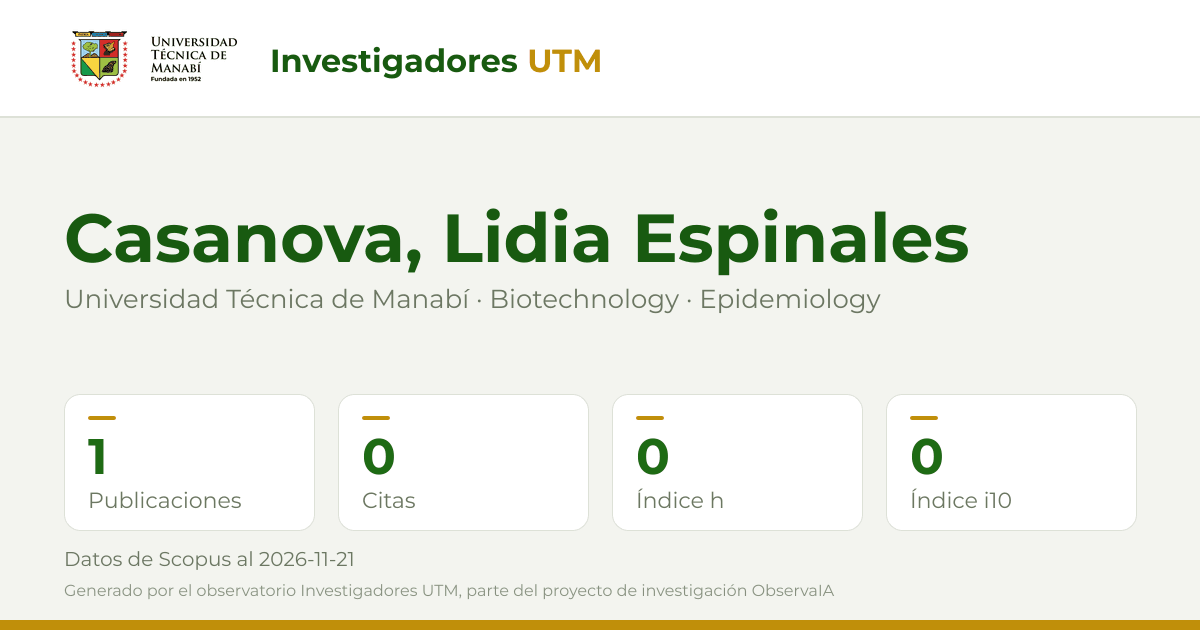 UNIVERSIDAD
TÉCNICA DE
MANABÍ
Fundada en 1952
Investigadores UTM
Casanova, Lidia Espinales
Universidad Técnica de Manabí · Biotechnology · Epidemiology
1
Publicaciones
0
Citas
0
Índice h
0
Índice i10
Datos de Scopus al 2026-11-21
Generado por el observatorio Investigadores UTM, parte del proyecto de investigación ObservaIA